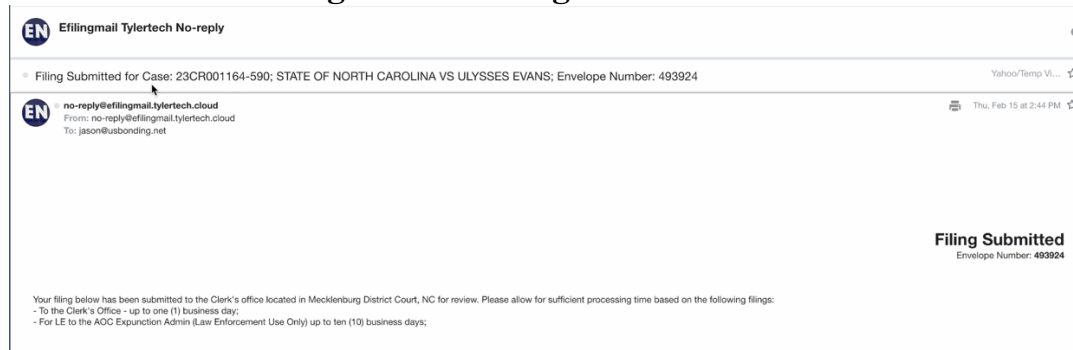 EN Efilingmail Tylertech No-reply
Filing Submitted for Case: 23CR001164-590; STATE OF NORTH CAROLINA VS ULYSSES EVANS; Envelope Number: 493924 Yahoo/Temp Vi...
EN no-reply@efilingmail.tylertech.cloud Thu, Feb 15 at 2:44 PM
From: no-reply@efilingmail.tylertech.cloud
To: jason@usbonding.net
Filing Submitted
Envelope Number: 493924
Your filing below has been submitted to the Clerk's office located in Mecklenburg District Court, NC for review. Please allow for sufficient processing time based on the following filings:
- To the Clerk's Office - up to one (1) business day;
- For LE to the AOC Expunction Admin (Law Enforcement Use Only) up to ten (10) business days;